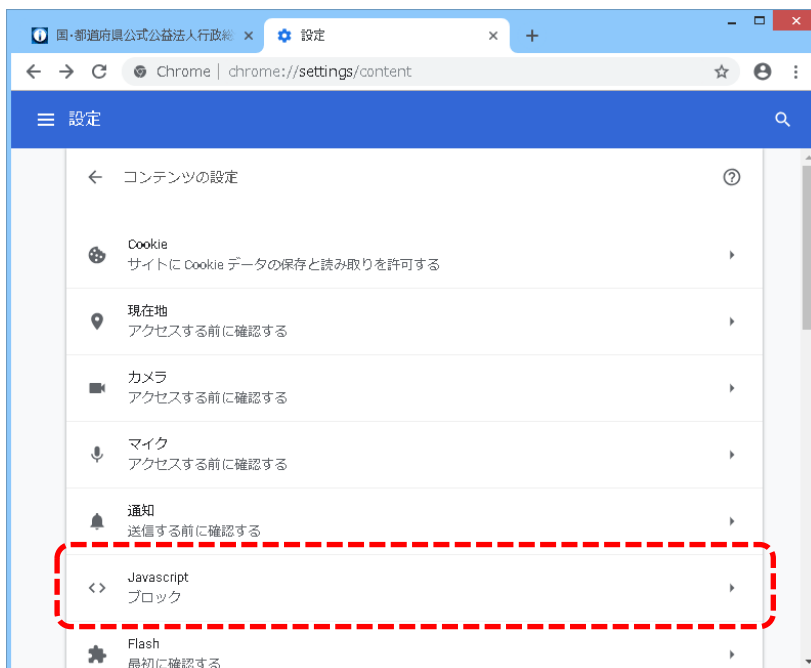 国・都道府県公式公益法人行政総
設定
Chrome | chrome://settings/content
設定
コンテンツの設定
Cookie
サイトに Cookie データの保存と読み取りを許可する
現在地
アクセスする前に確認する
カメラ
アクセスする前に確認する
マイク
アクセスする前に確認する
通知
送信する前に確認する
Javascript
ブロック
Flash
最初に確認する